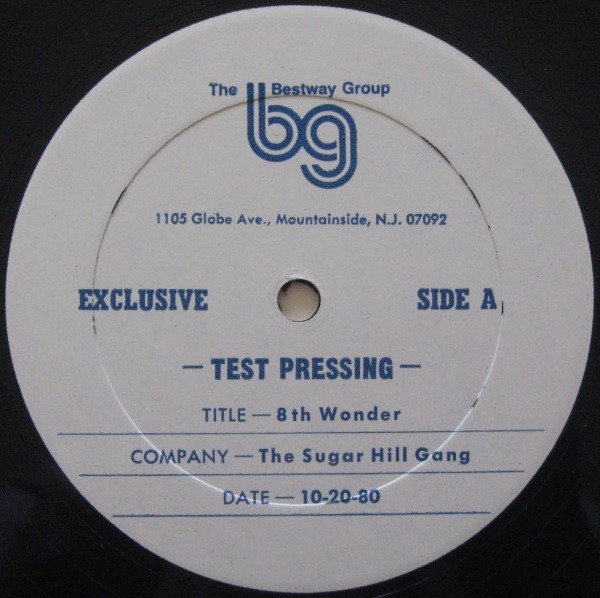 The Bestway Group
bg
1105 Globe Ave., Mountainside, N.J. 07092
EXCLUSIVE SIDE A
— TEST PRESSING —
TITLE — 8th Wonder
COMPANY — The Sugar Hill Gang
DATE — 10-20-80